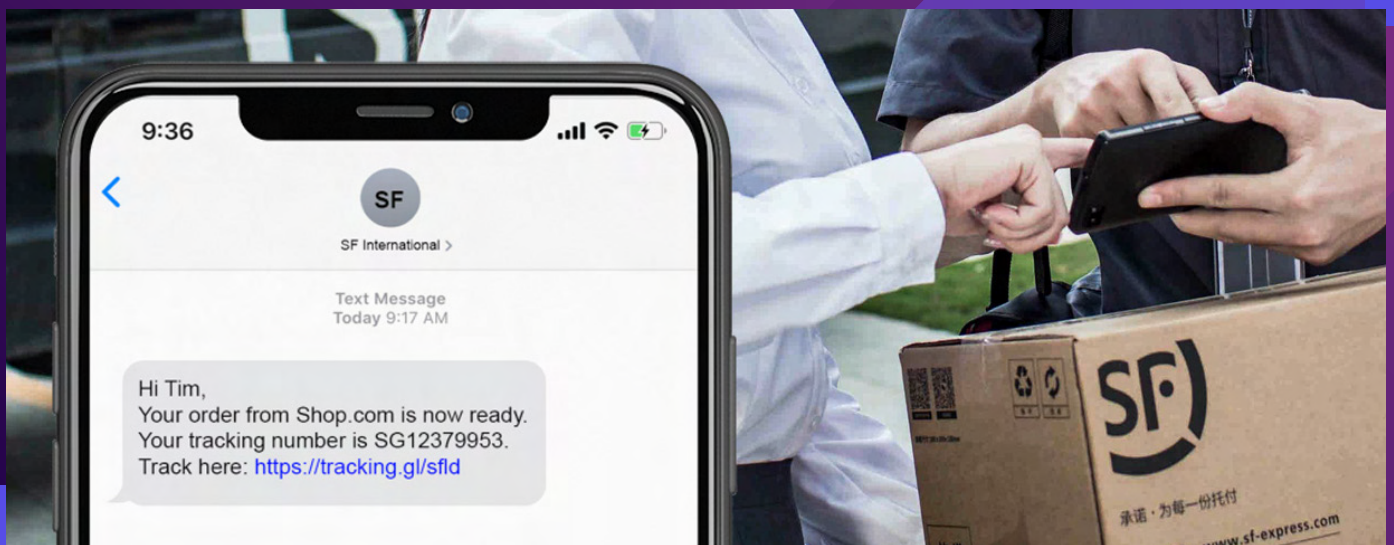 9:36
SF
SF International >
Text Message
Today 9:17 AM
Hi Tim,
Your order from Shop.com is now ready.
Your tracking number is SG12379953.
Track here: https://tracking.gl/sfld
SF
承诺·为每一份托付
www.sf-express.com